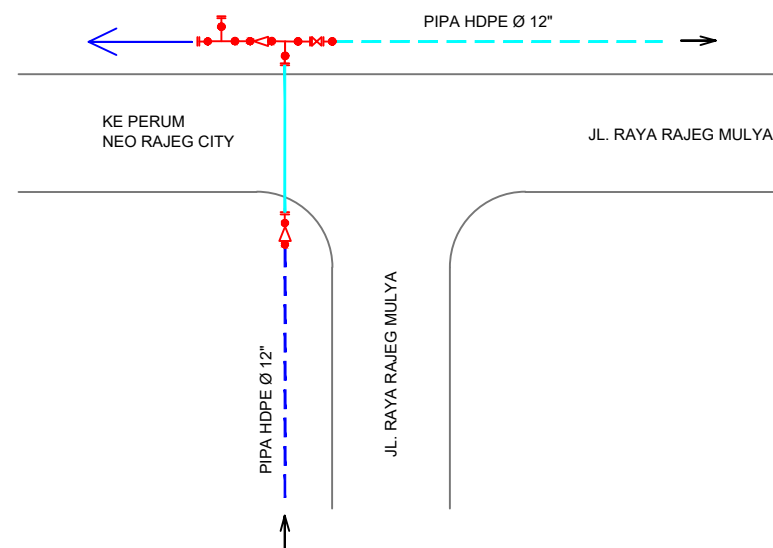 PIPA HDPE Ø 12"
KE PERUM
NEO RAJEG CITY
JL. RAYA RAJEG MULYA
PIPA HDPE Ø 12"
JL. RAYA RAJEG MULYA